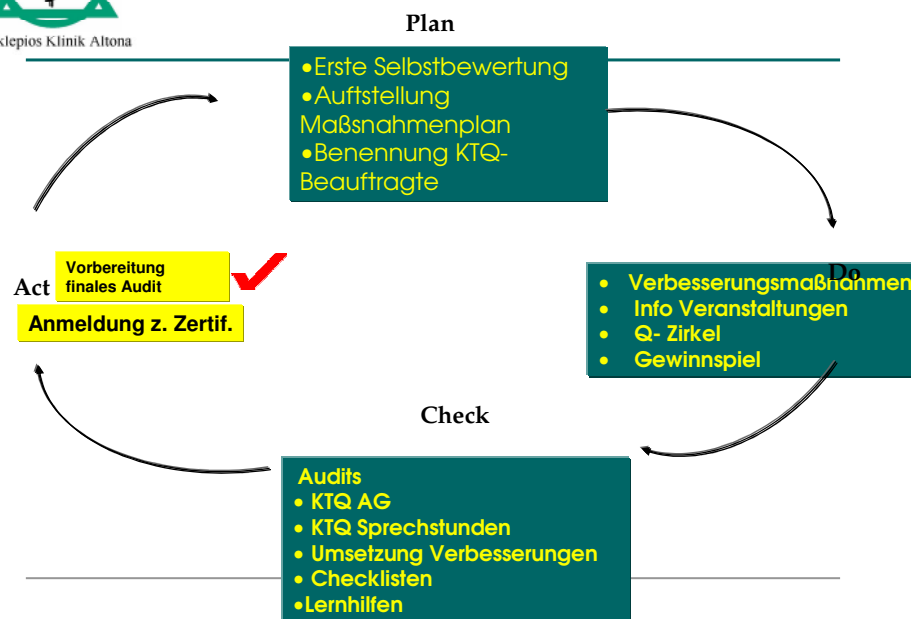 klepios Klinik Altona
Plan
•Erste Selbstbewertung
•Auftstellung
Maßsnahmenplan
•Benennung KTQ-
Beauftragte
Do
• Verbesserungsmaßnahmen
• Info Veranstaltungen
• Q- Zirkel
• Gewinnspiel
Check
Audits
• KTQ AG
• KTQ Sprechstunden
• Umsetzung Verbesserungen
• Checklisten
•Lernhilfen
Act
Vorbereitung
finales Audit
Anmeldung z. Zertif.